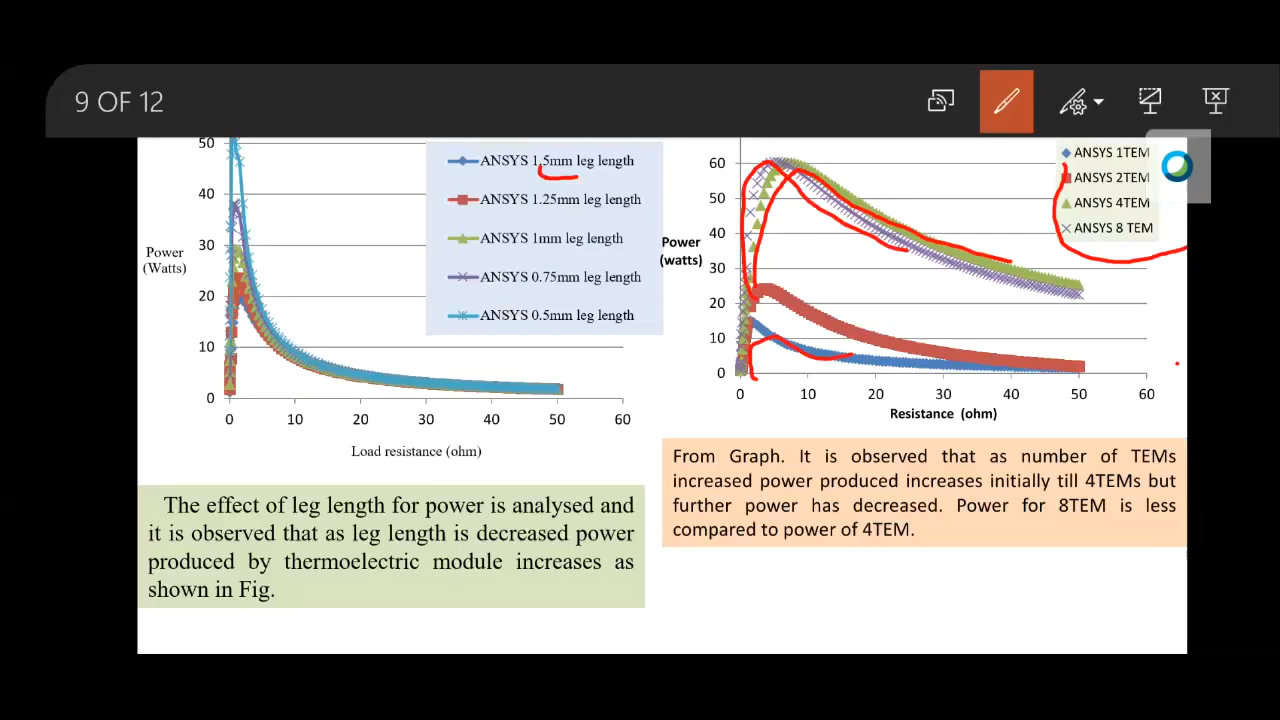 9 OF 12
50
40
30
20
10
0
Power
(Watts)
0 10 20 30 40 50 60
Load resistance (ohm)
ANSYS 1.5mm leg length
ANSYS 1.25mm leg length
ANSYS 1mm leg length
ANSYS 0.75mm leg length
ANSYS 0.5mm leg length
The effect of leg length for power is analysed and
it is observed that as leg length is decreased power
produced by thermoelectric module increases as
shown in Fig.
60
50
40
30
20
10
0
Power
(watts)
0 10 20 30 40 50 60
Resistance (ohm)
ANSYS 1TEM
ANSYS 2TEM
ANSYS 4TEM
ANSYS 8 TEM
From Graph. It is observed that as number of TEMs
increased power produced increases initially till 4TEMs but
further power has decreased. Power for 8TEM is less
compared to power of 4TEM.